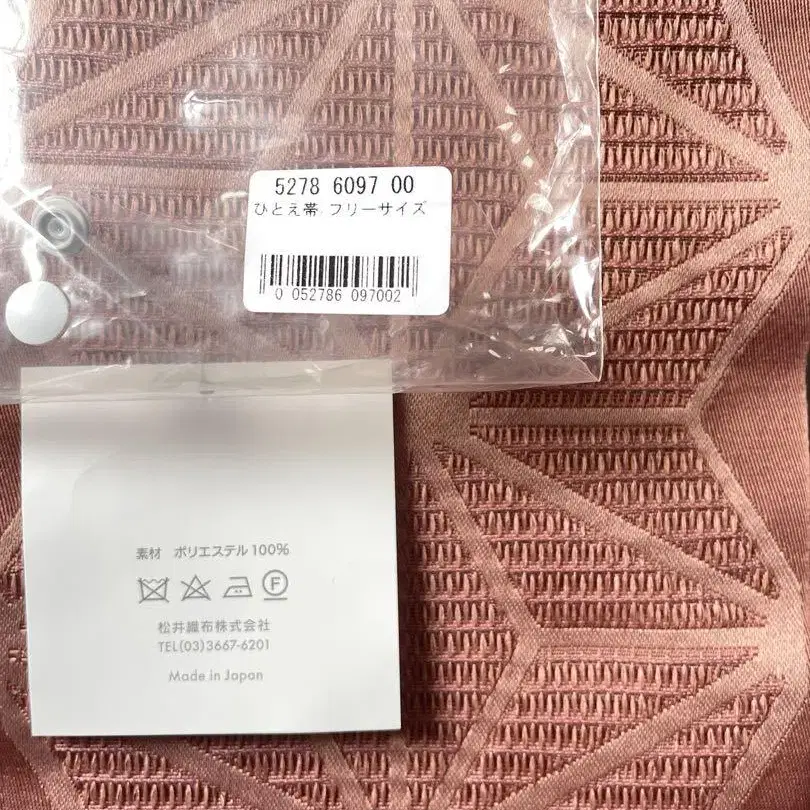 5278 6097 00
ひとえ帯 フリーサイズ
0 052786 097002
素材 ポリエステル100%
F
松井織布株式会社
TEL(03)3667-6201
Made in Japan